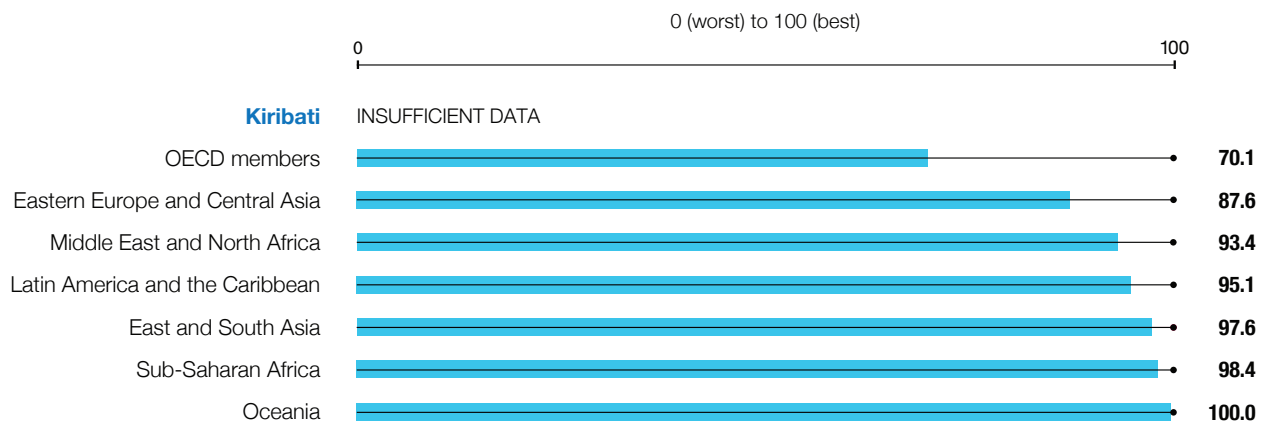 0 (worst) to 100 (best)
0 100
Kiribati INSUFFICIENT DATA
OECD members 70.1
Eastern Europe and Central Asia 87.6
Middle East and North Africa 93.4
Latin America and the Caribbean 95.1
East and South Asia 97.6
Sub-Saharan Africa 98.4
Oceania 100.0